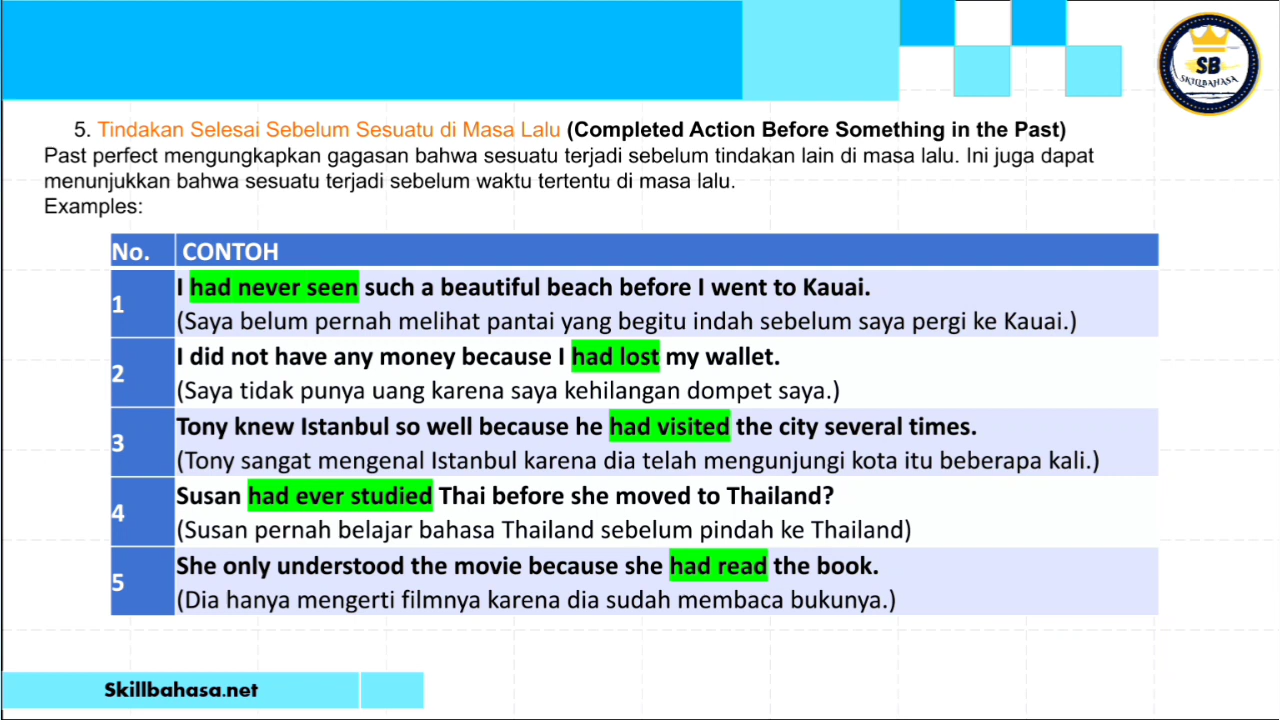 SB
SKILLBAHASA
5. Tindakan Selesai Sebelum Sesuatu di Masa Lalu (Completed Action Before Something in the Past)
Past perfect mengungkapkan gagasan bahwa sesuatu terjadi sebelum tindakan lain di masa lalu. Ini juga dapat
menunjukkan bahwa sesuatu terjadi sebelum waktu tertentu di masa lalu.
Examples:
No. CONTOH
1 I had never seen such a beautiful beach before I went to Kauai.
(Saya belum pernah melihat pantai yang begitu indah sebelum saya pergi ke Kauai.)
2 I did not have any money because I had lost my wallet.
(Saya tidak punya uang karena saya kehilangan dompet saya.)
3 Tony knew Istanbul so well because he had visited the city several times.
(Tony sangat mengenal Istanbul karena dia telah mengunjungi kota itu beberapa kali.)
4 Susan had ever studied Thai before she moved to Thailand?
(Susan pernah belajar bahasa Thailand sebelum pindah ke Thailand)
5 She only understood the movie because she had read the book.
(Dia hanya mengerti filmnya karena dia sudah membaca bukunya.)
Skillbahasa.net